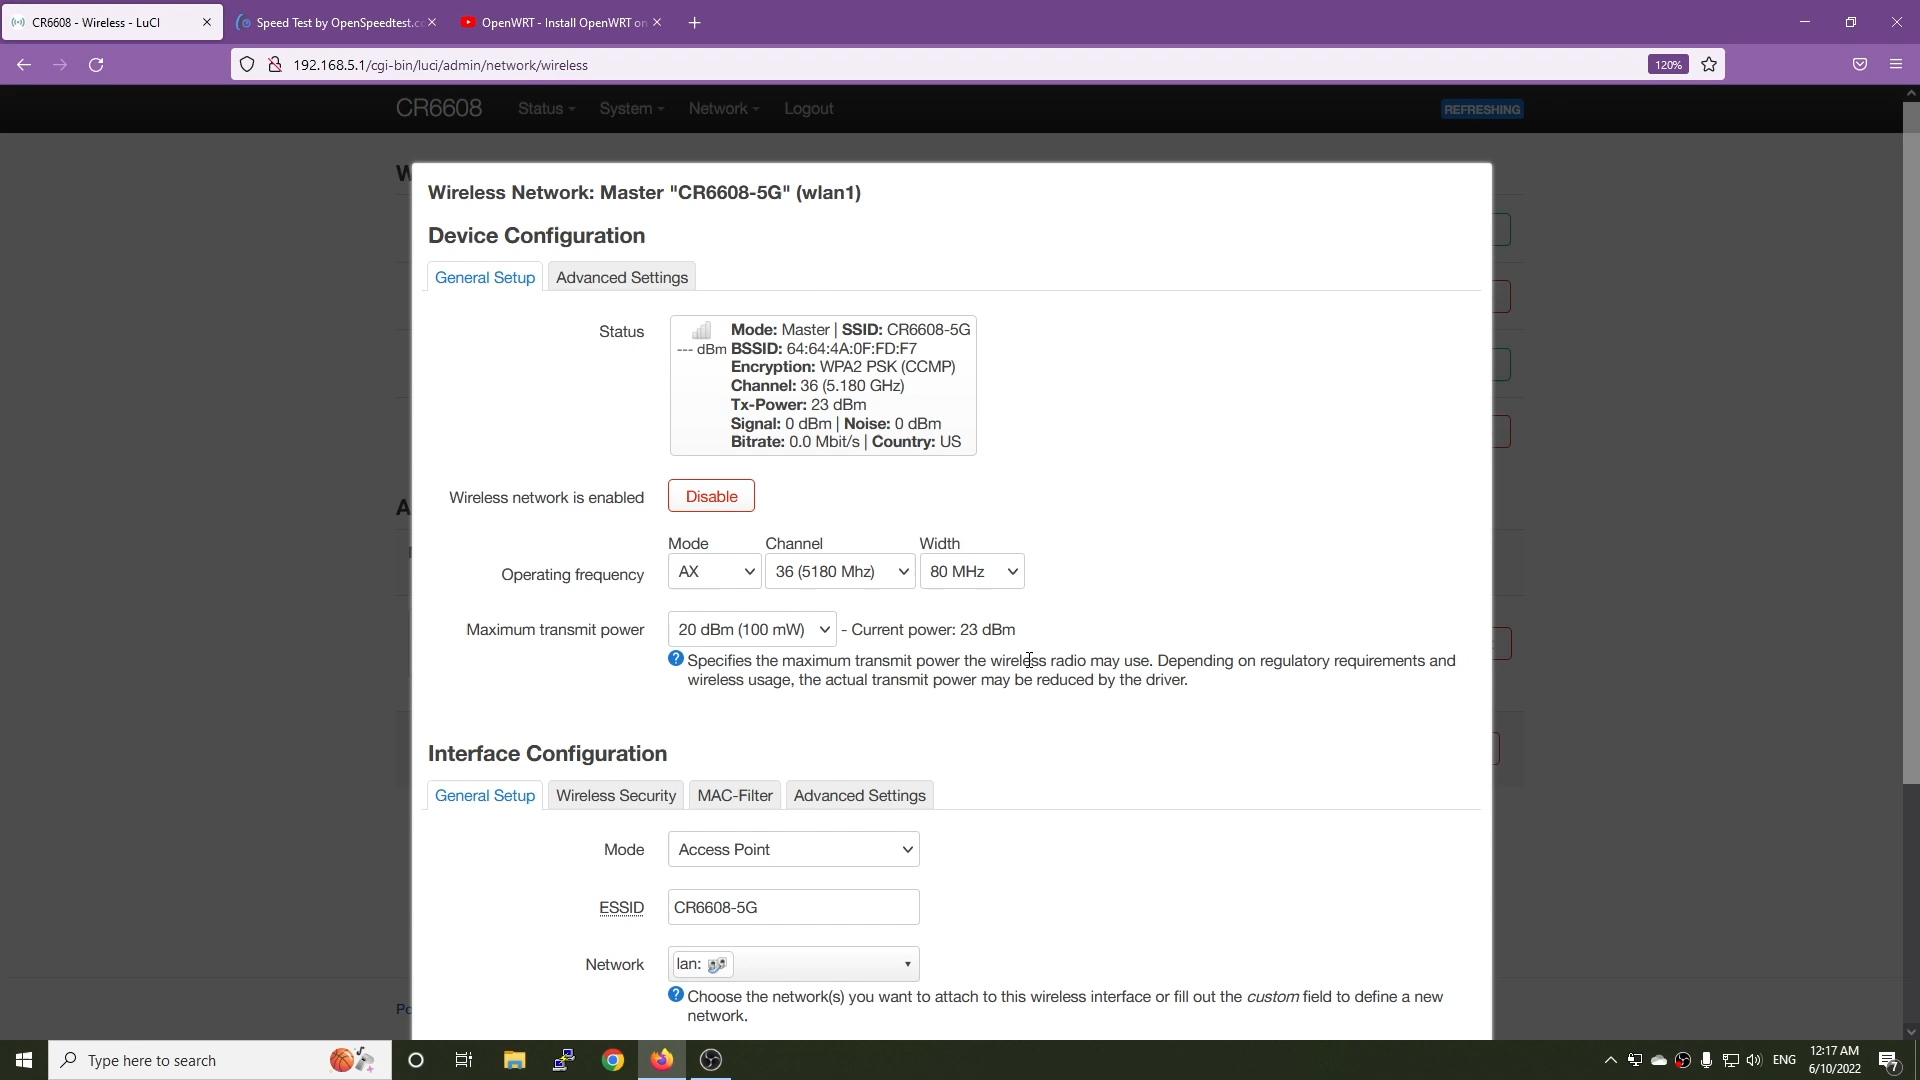 CR6608 - Wireless - LuCI
Speed Test by OpenSpeedtest.c
OpenWRT - Install OpenWRT on
192.168.5.1/cgi-bin/luci/admin/network/wireless
120%
CR6608 Status System Network Logout
REFRESHING
Wireless Network: Master "CR6608-5G" (wlan1)
Device Configuration
General Setup Advanced Settings
Status
--- dBm
Mode: Master | SSID: CR6608-5G
BSSID: 64:64:4A:0F:FD:F7
Encryption: WPA2 PSK (CCMP)
Channel: 36 (5.180 GHz)
Tx-Power: 23 dBm
Signal: 0 dBm | Noise: 0 dBm
Bitrate: 0.0 Mbit/s | Country: US
Wireless network is enabled Disable
Mode Channel Width
Operating frequency AX 36 (5180 Mhz) 80 MHz
Maximum transmit power 20 dBm (100 mW) - Current power: 23 dBm
Specifies the maximum transmit power the wireless radio may use. Depending on regulatory requirements and
wireless usage, the actual transmit power may be reduced by the driver.
Interface Configuration
General Setup Wireless Security MAC-Filter Advanced Settings
Mode Access Point
ESSID CR6608-5G
Network lan:
Choose the network(s) you want to attach to this wireless interface or fill out the custom field to define a new
network.
Type here to search
ENG
12:17 AM
6/10/2022
7